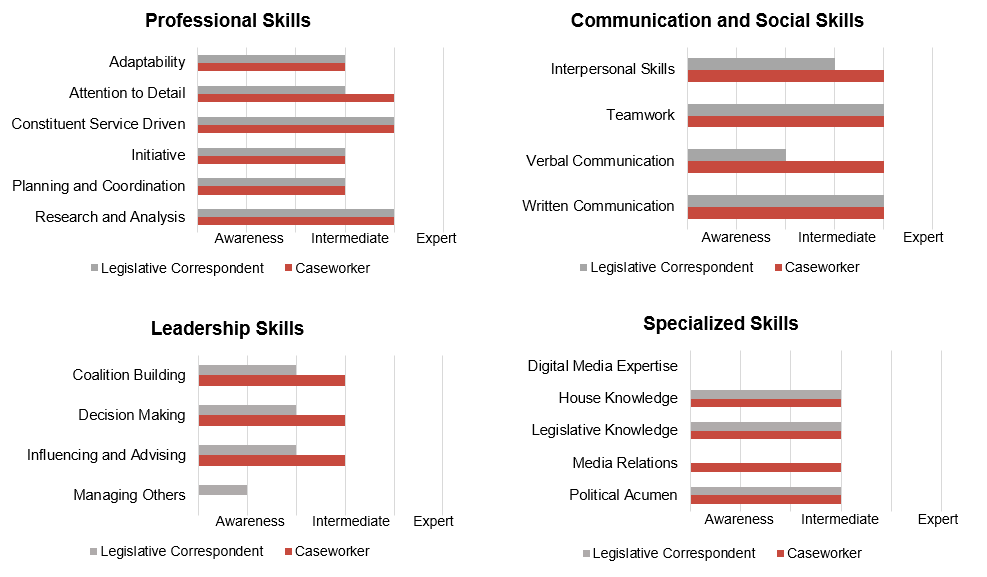 Professional Skills
Adaptability
Attention to Detail
Constituent Service Driven
Initiative
Planning and Coordination
Research and Analysis
Awareness Intermediate Expert
Legislative Correspondent Caseworker
Communication and Social Skills
Interpersonal Skills
Teamwork
Verbal Communication
Written Communication
Awareness Intermediate Expert
Legislative Correspondent Caseworker
Leadership Skills
Coalition Building
Decision Making
Influencing and Advising
Managing Others
Awareness Intermediate Expert
Legislative Correspondent Caseworker
Specialized Skills
Digital Media Expertise
House Knowledge
Legislative Knowledge
Media Relations
Political Acumen
Awareness Intermediate Expert
Legislative Correspondent Caseworker